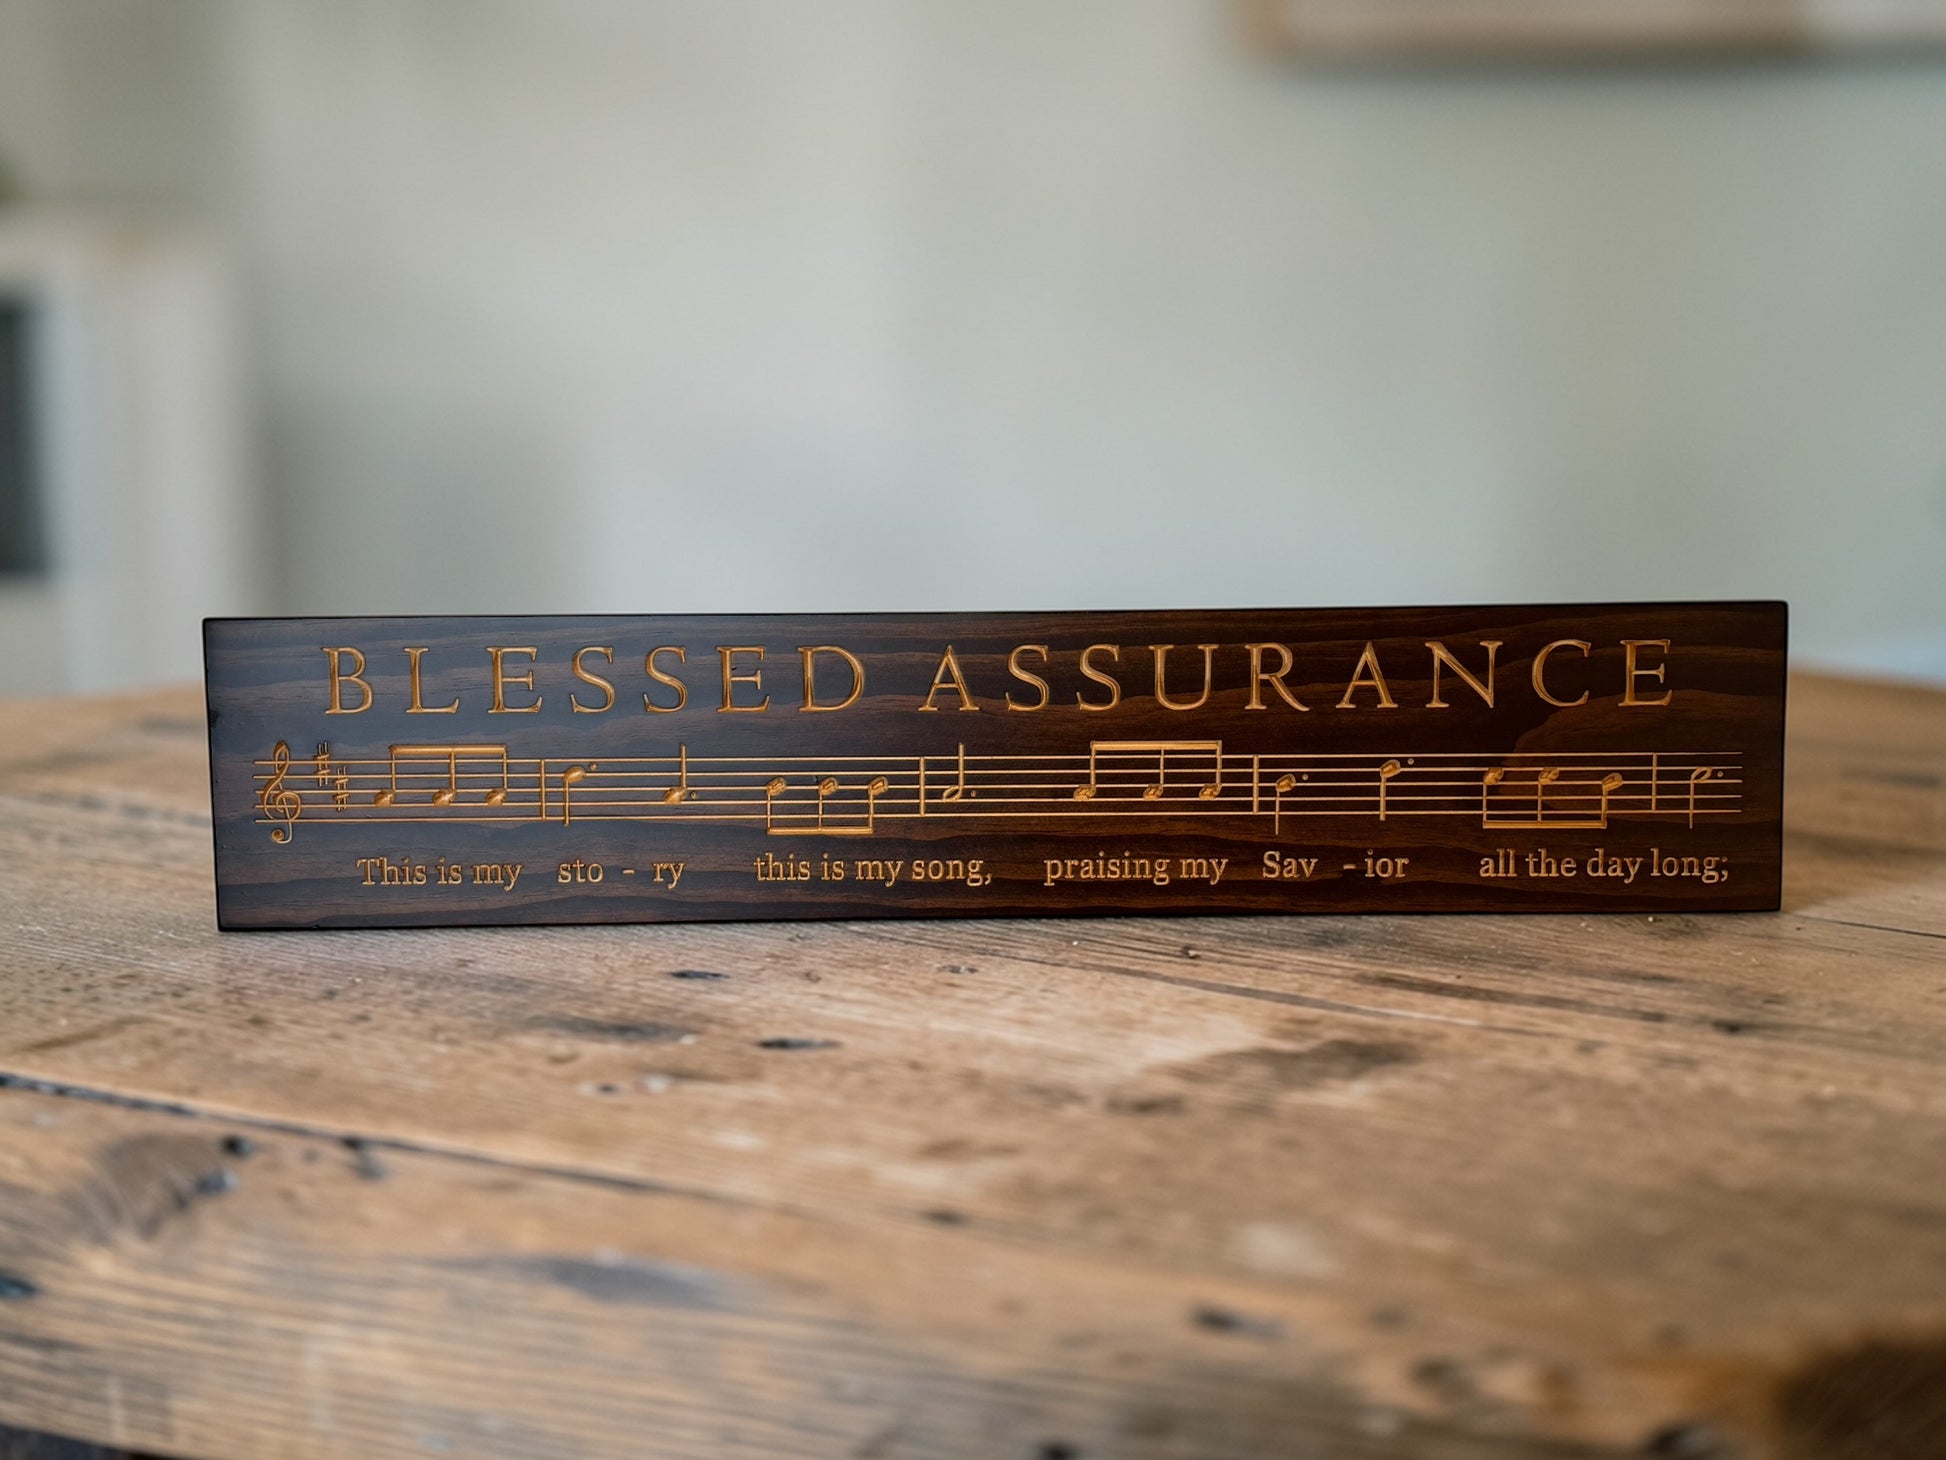 BLESSED ASSURANCE
This is my sto - ry this is my song, praising my Sav - ior all the day long;